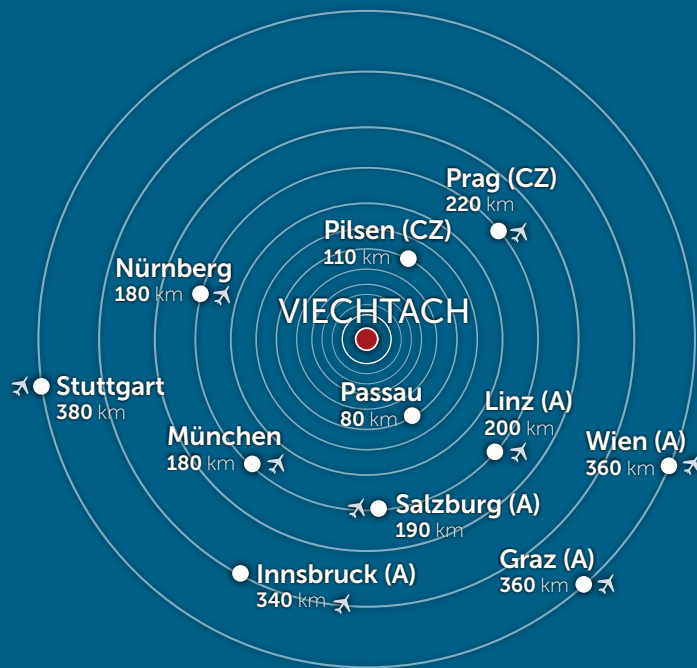 Prag (CZ)
220 km
Pilsen (CZ)
110 km
Nürnberg
180 km
VIECHTACH
Stuttgart
380 km
Passau
80 km
Linz (A)
200 km
München
180 km
Wien (A)
360 km
Salzburg (A)
190 km
Graz (A)
360 km
Innsbruck (A)
340 km